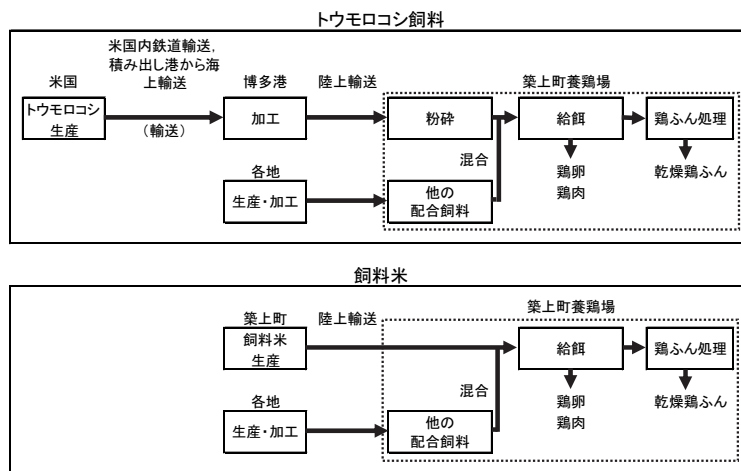 トウモロコシ飼料
米国内鉄道輸送,
積み出し港から海
上輸送
米国
博多港
陸上輸送
築上町養鶏場
トウモロコシ
生産
(輸送)
加工
粉砕
給餌
鶏ふん処理
混合
各地
鶏卵
鶏肉
乾燥鶏ふん
生産・加工
他の
配合飼料
飼料米
築上町養鶏場
築上町
陸上輸送
飼料米
生産
給餌
鶏ふん処理
混合
各地
鶏卵
鶏肉
乾燥鶏ふん
生産・加工
他の
配合飼料